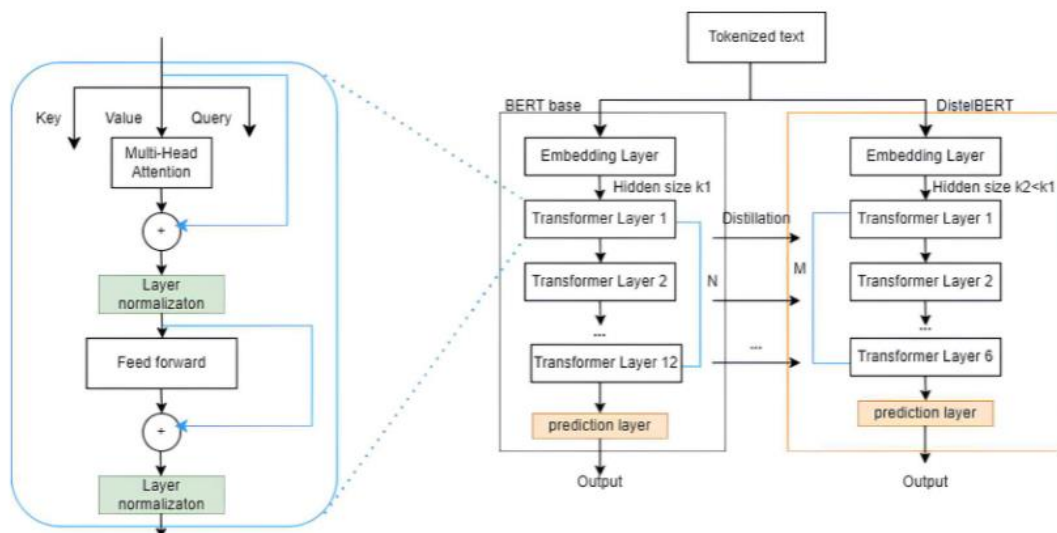 Key
Value
Query
Multi-Head
Attention
+
Layer
normalizaton
Feed forward
+
Layer
normalizaton
Tokenized text
BERT base
Embedding Layer
Hidden size k1
Transformer Layer 1
Transformer Layer 2
...
Transformer Layer 12
prediction layer
Output
N
Distillation
...
M
DistelBERT
Embedding Layer
Hidden size k2<k1
Transformer Layer 1
Transformer Layer 2
...
Transformer Layer 6
prediction layer
Output